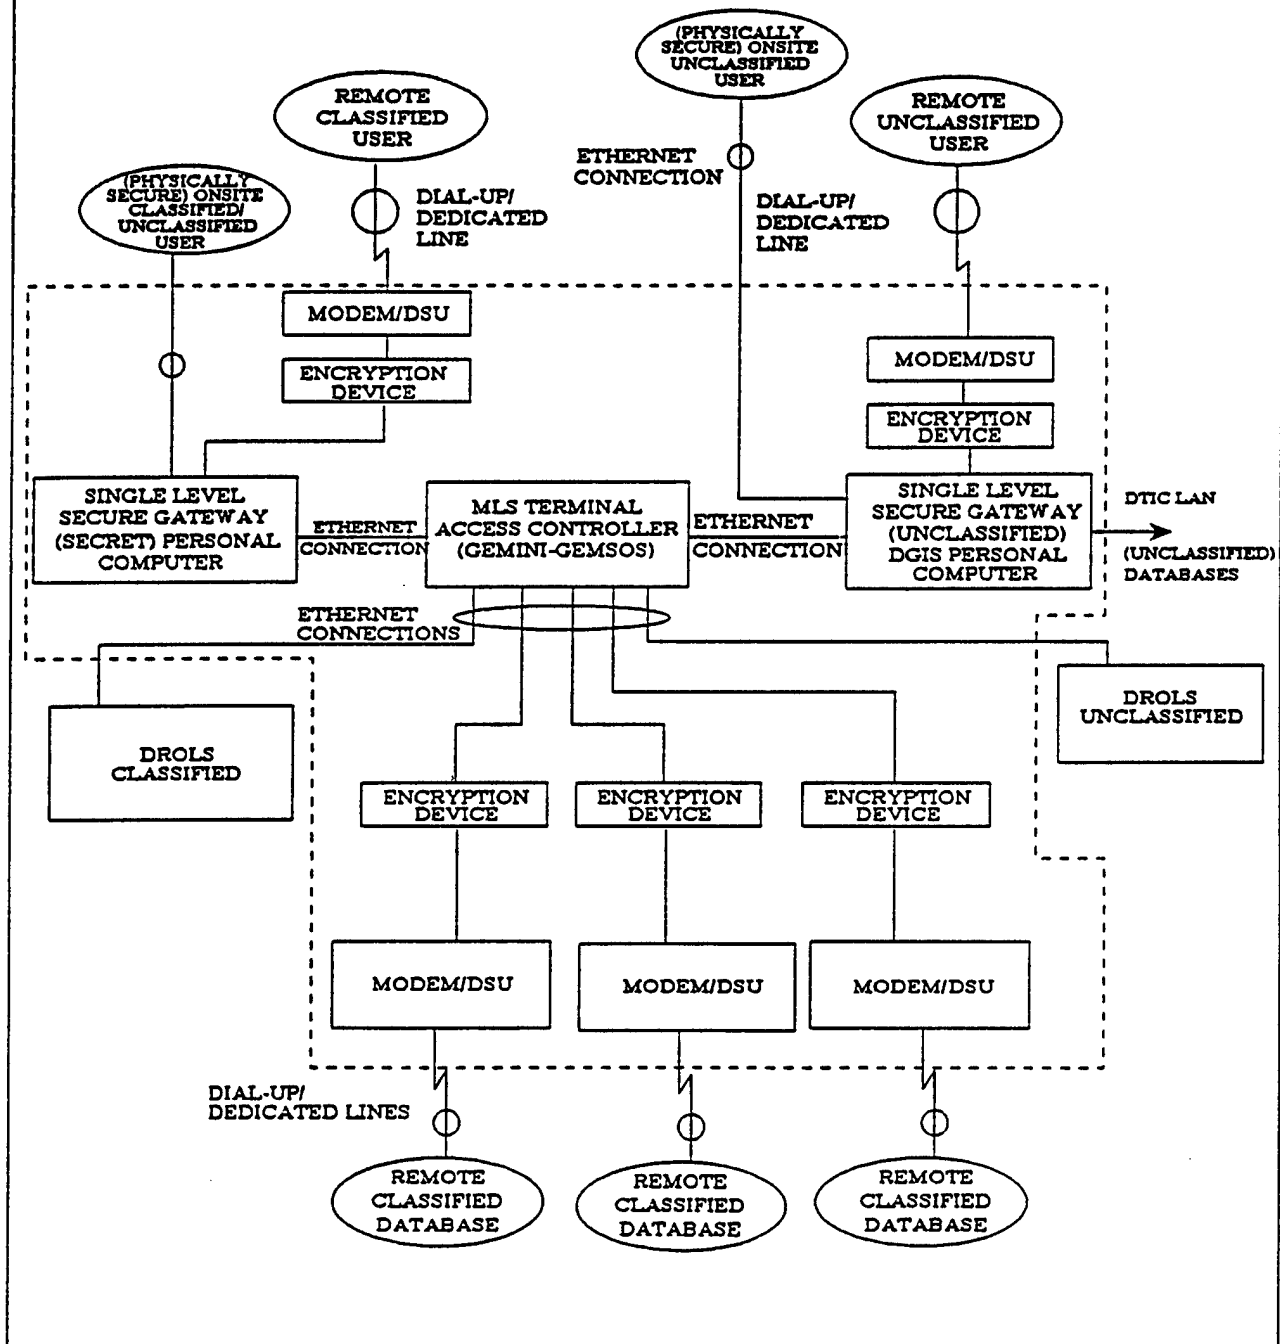 (PHYSICALLY
SECURE) ONSITE
UNCLASSIFIED
USER
REMOTE
CLASSIFIED
USER
REMOTE
UNCLASSIFIED
USER
ETHERNET
CONNECTION
(PHYSICALLY
SECURE) ONSITE
CLASSIFIED/
UNCLASSIFIED
USER
DIAL-UP/
DEDICATED
LINE
DIAL-UP/
DEDICATED
LINE
MODEM/DSU
ENCRYPTION
DEVICE
MODEM/DSU
ENCRYPTION
DEVICE
SINGLE LEVEL
SECURE GATEWAY
(SECRET) PERSONAL
COMPUTER
ETHERNET
CONNECTION
MLS TERMINAL
ACCESS CONTROLLER
(GEMINI-GEMSOS)
ETHERNET
CONNECTION
SINGLE LEVEL
SECURE GATEWAY
(UNCLASSIFIED)
DGIS PERSONAL
COMPUTER
DTIC LAN
(UNCLASSIFIED)
DATABASES
ETHERNET
CONNECTIONS
DROLS
CLASSIFIED
DROLS
UNCLASSIFIED
ENCRYPTION
DEVICE
ENCRYPTION
DEVICE
ENCRYPTION
DEVICE
MODEM/DSU
MODEM/DSU
MODEM/DSU
DIAL-UP/
DEDICATED LINES
REMOTE
CLASSIFIED
DATABASE
REMOTE
CLASSIFIED
DATABASE
REMOTE
CLASSIFIED
DATABASE